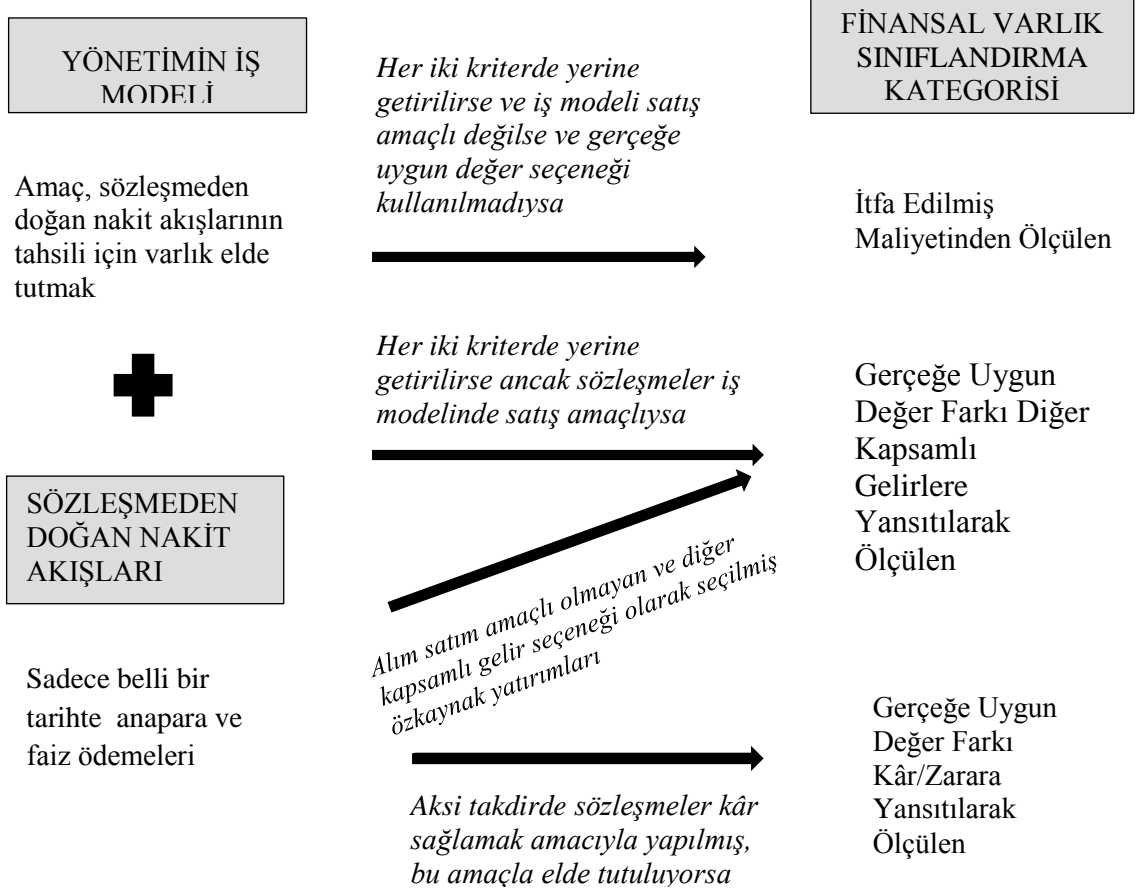 YÖNETİMİN İŞ
MODELİ
Amaç, sözleşmeden
doğan nakit akışlarının
tahsili için varlık elde
tutmak
SÖZLEŞMEDEN
DOĞAN NAKİT
AKIŞLARI
Sadece belli bir
tarihte anapara ve
faiz ödemeleri
Her iki kriterde yerine
getirilirse ve iş modeli satış
amaçlı değilse ve gerçeğe
uygun değer seçeneği
kullanılmadıysa
Her iki kriterde yerine
getirilirse ancak sözleşmeler iş
modelinde satış amaçlıysa
Alım satım amaçlı olmayan ve diğer
kapsamlı gelir seçeneği olarak seçilmiş
özkaynak yatırımları
Aksi takdirde sözleşmeler kâr
sağlamak amacıyla yapılmış,
bu amaçla elde tutuluyorsa
FİNANSAL VARLIK
SINIFLANDIRMA
KATEGORİSİ
İtfa Edilmiş
Maliyetinden Ölçülen
Gerçeğe Uygun
Değer Farkı Diğer
Kapsamlı
Gelirlere
Yansıtılarak
Ölçülen
Gerçeğe Uygun
Değer Farkı
Kâr/Zarara
Yansıtılarak
Ölçülen